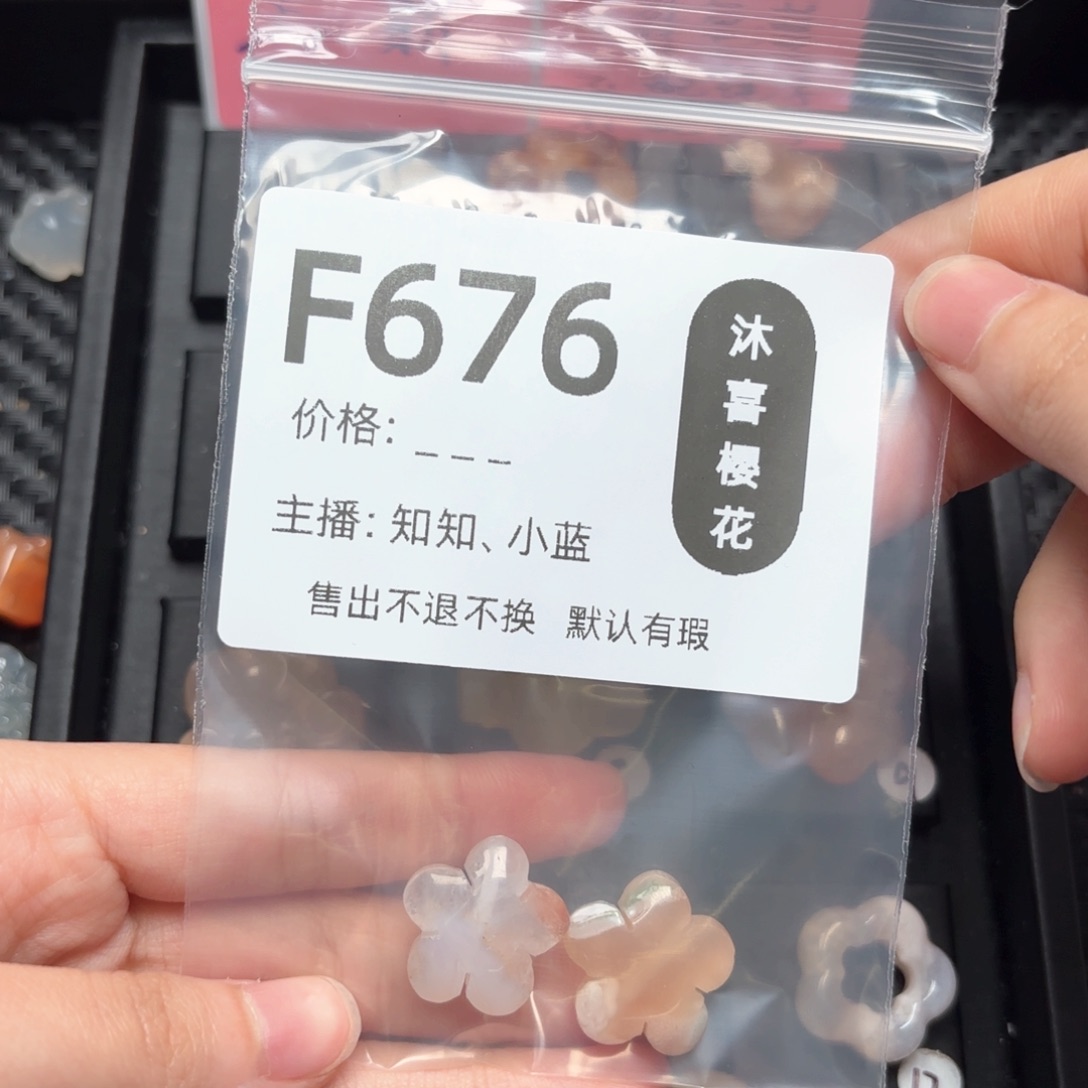 F676
价格: _ _ _
主播: 知知、小蓝
售出不退不换 默认有瑕
沐喜樱花